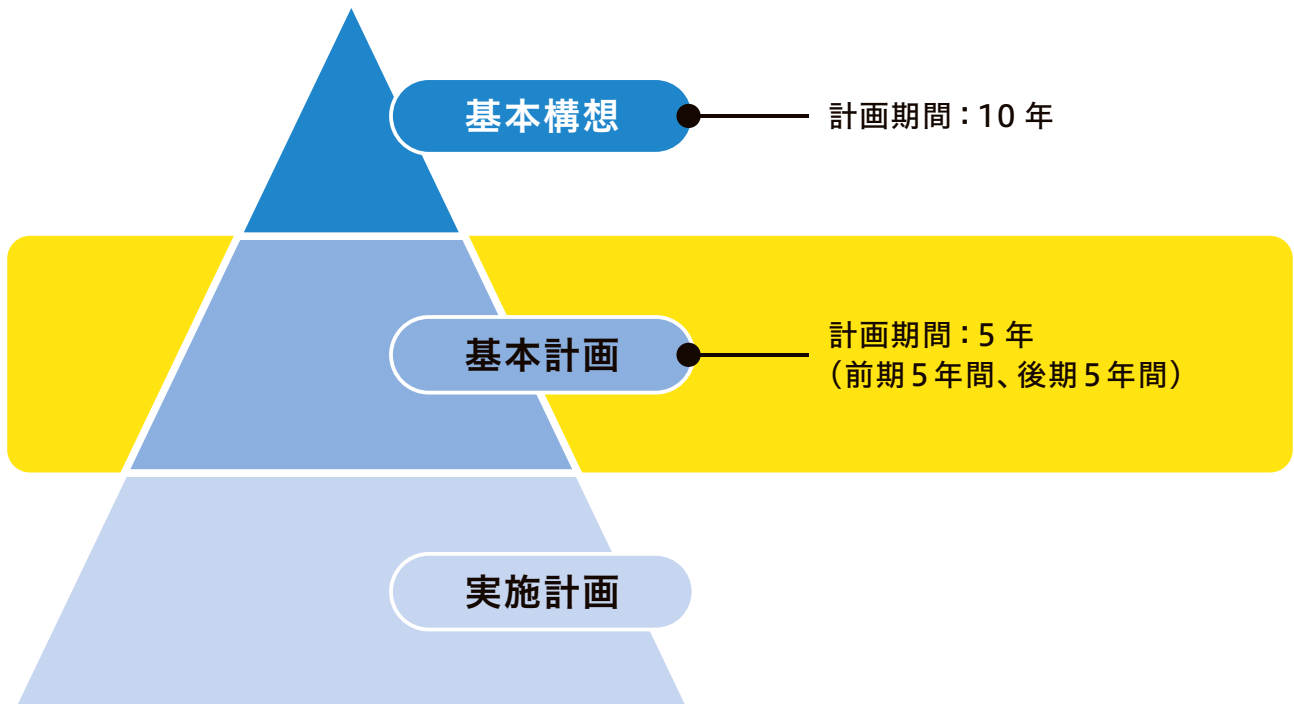 基本構想
計画期間：10 年
基本計画
計画期間：5 年
（前期5年間、後期5年間）
実施計画